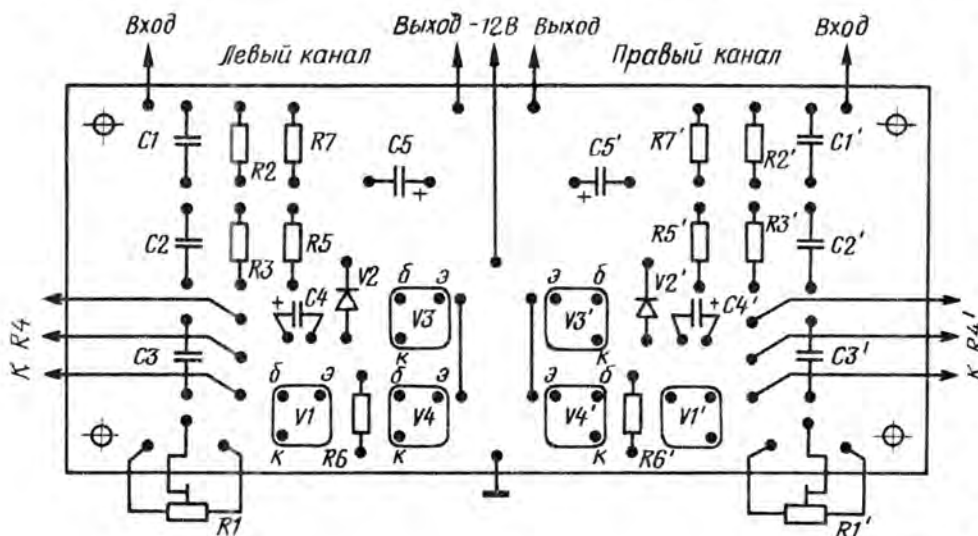 Вход Выход -12В Выход Вход
Левый канал Правый канал
C1 R2 R7 C5 C5' R7' R2' C1'
+ +
C2 R3 R5 V2 б э э б V2' R5' R3' C2'
+ C4 V3 V3' + C4'
К R4 К R4'
C3 к к C3'
б э б э э б
V1 V4 V4' V1'
к R6 к к R6'
R1 R1'